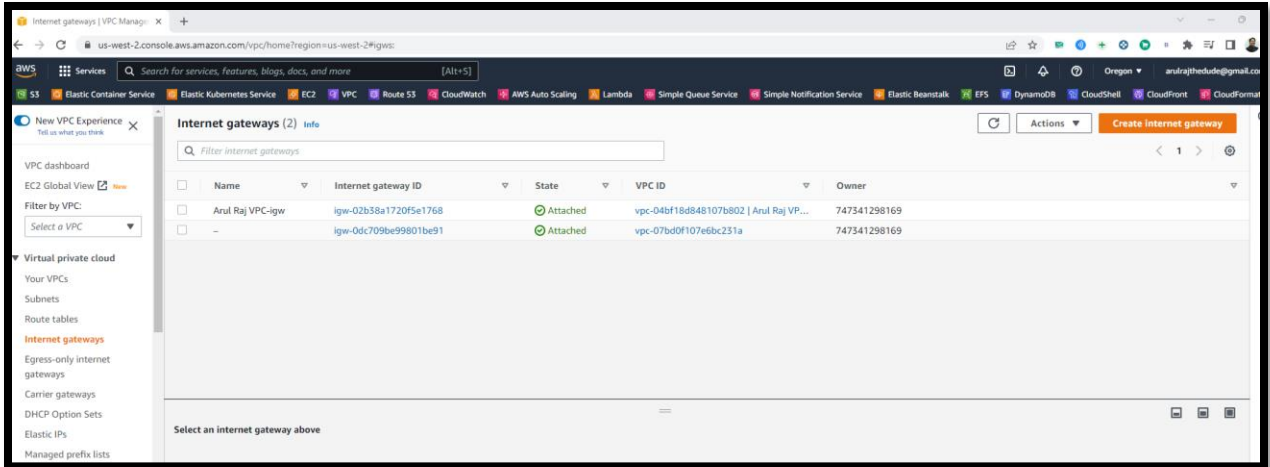 Internet gateways | VPC Manage
us-west-2.console.aws.amazon.com/vpc/home?region=us-west-2#igws:
aws Services Search for services, features, blogs, docs, and more [Alt+S] Oregon arulrajthedude@gmail.co
S3 Elastic Container Service Elastic Kubernetes Service EC2 VPC Route 53 CloudWatch AWS Auto Scaling Lambda Simple Queue Service Simple Notification Service Elastic Beanstalk EFS DynamoDB CloudShell CloudFront CloudFormat
New VPC Experience
Tell us what you think
VPC dashboard
EC2 Global View New
Filter by VPC:
Select a VPC
Virtual private cloud
Your VPCs
Subnets
Route tables
Internet gateways
Egress-only internet
gateways
Carrier gateways
DHCP Option Sets
Elastic IPs
Managed prefix lists
Internet gateways (2) Info Actions Create internet gateway
Filter internet gateways 1
Name Internet gateway ID State VPC ID Owner
Arul Raj VPC-igw igw-02b38a1720f5e1768 Attached vpc-04bf18d848107b802 | Arul Raj VP... 747341298169
– igw-0dc709be99801be91 Attached vpc-07bd0f107e6bc231a 747341298169
Select an internet gateway above